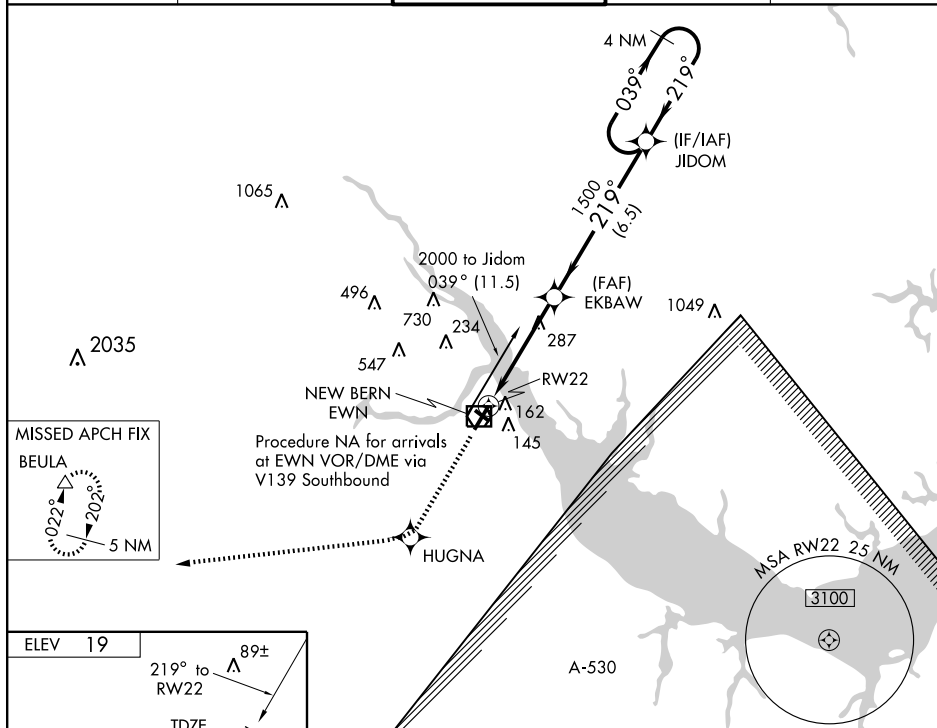 4 NM
039°
219°
(IF/IAF)
JIDOM
1065
1500
219°
(6.5)
2000 to Jidom
039° (11.5)
(FAF)
EKBAW
496
730
234
1049
287
2035
547
RW22
NEW BERN
EWN
162
145
MISSED APCH FIX
BEULA
022°
202°
5 NM
Procedure NA for arrivals
at EWN VOR/DME via
V139 Southbound
HUGNA
MSA RW22 25 NM
3100
A-530
ELEV 19
89±
219° to
RW22
TDZE